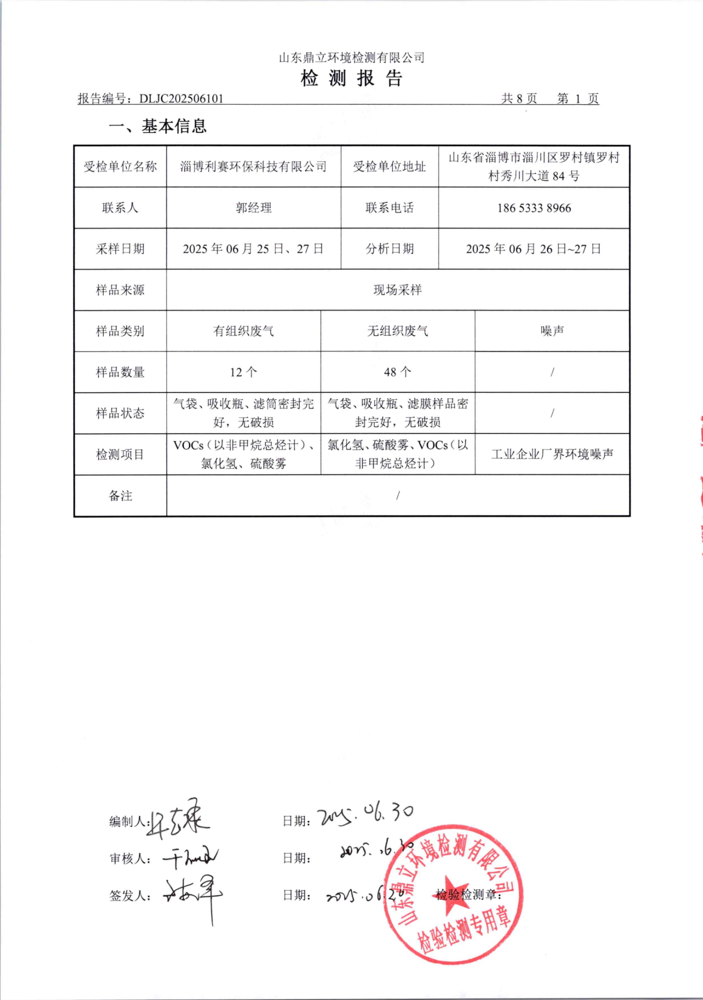 山东鼎立环境检测有限公司
检 测 报 告
报告编号：DLJC202506101 共 8 页 第 1 页
一、基本信息
受检单位名称 淄博利赛环保科技有限公司 受检单位地址 山东省淄博市淄川区罗村镇罗村
村秀川大道 84 号
联系人 郭经理 联系电话 186 5333 8966
采样日期 2025 年 06 月 25 日、27 日 分析日期 2025 年 06 月 26 日~27 日
样品来源 现场采样
样品类别 有组织废气 无组织废气 噪声
样品数量 12 个 48 个 /
样品状态 气袋、吸收瓶、滤筒密封完
好，无破损 气袋、吸收瓶、滤膜样品密
封完好，无破损 /
检测项目 VOCs（以非甲烷总烃计）、
氯化氢、硫酸雾 氯化氢、硫酸雾、VOCs（以
非甲烷总烃计） 工业企业厂界环境噪声
备注 /
编制人： 日期：2025.06.30
审核人： 日期： 2025.06.30
签发人： 日期： 2025.06. 检验检测章：
山东鼎立环境检测有限公司
检验检测专用章